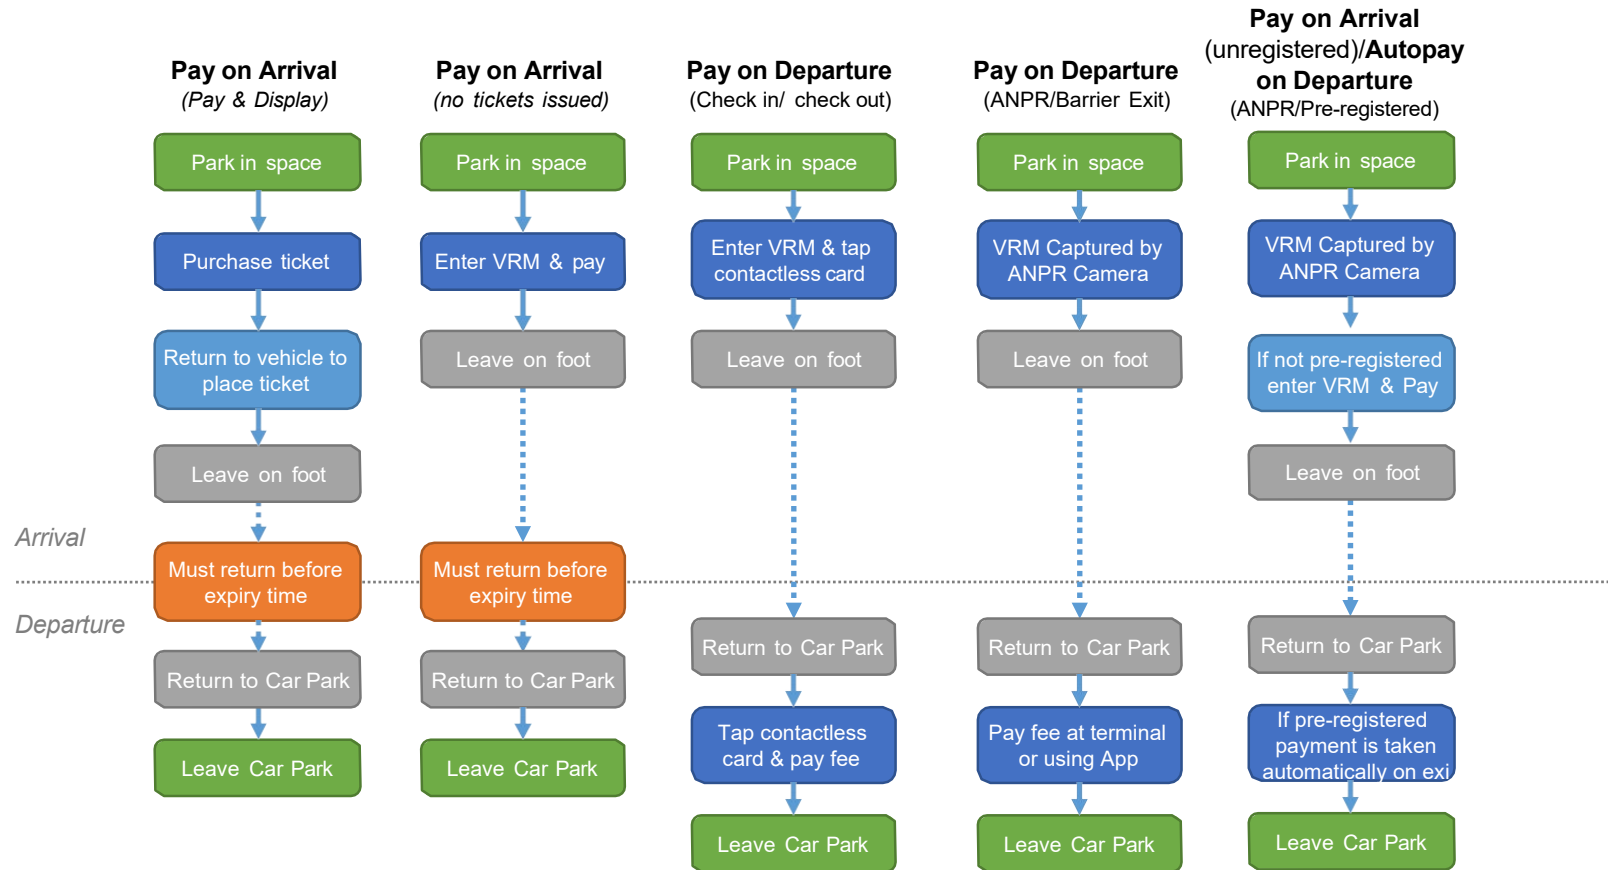 Pay on Arrival
(Pay & Display)
Park in space
Purchase ticket
Return to vehicle to
place ticket
Leave on foot
Must return before
expiry time
Return to Car Park
Leave Car Park
Pay on Arrival
(no tickets issued)
Park in space
Enter VRM & pay
Leave on foot
Must return before
expiry time
Return to Car Park
Leave Car Park
Pay on Departure
(Check in/ check out)
Park in space
Enter VRM & tap
contactless card
Leave on foot
Return to Car Park
Tap contactless
card & pay fee
Leave Car Park
Pay on Departure
(ANPR/Barrier Exit)
Park in space
VRM Captured by
ANPR Camera
Leave on foot
Return to Car Park
Pay fee at terminal
or using App
Leave Car Park
Pay on Arrival
(unregistered)/Autopay
on Departure
(ANPR/Pre-registered)
Park in space
VRM Captured by
ANPR Camera
If not pre-registered
enter VRM & Pay
Leave on foot
Return to Car Park
If pre-registered
payment is taken
automatically on exi
Leave Car Park
Arrival
Departure